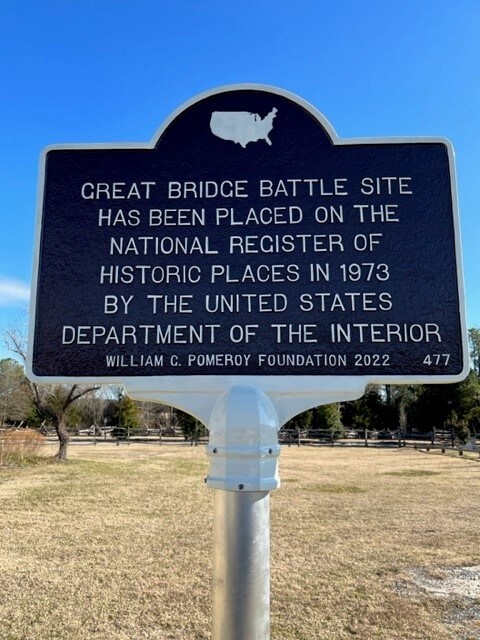 GREAT BRIDGE BATTLE SITE
HAS BEEN PLACED ON THE
NATIONAL REGISTER OF
HISTORIC PLACES IN 1973
BY THE UNITED STATES
DEPARTMENT OF THE INTERIOR
WILLIAM G. POMEROY FOUNDATION 2022 477